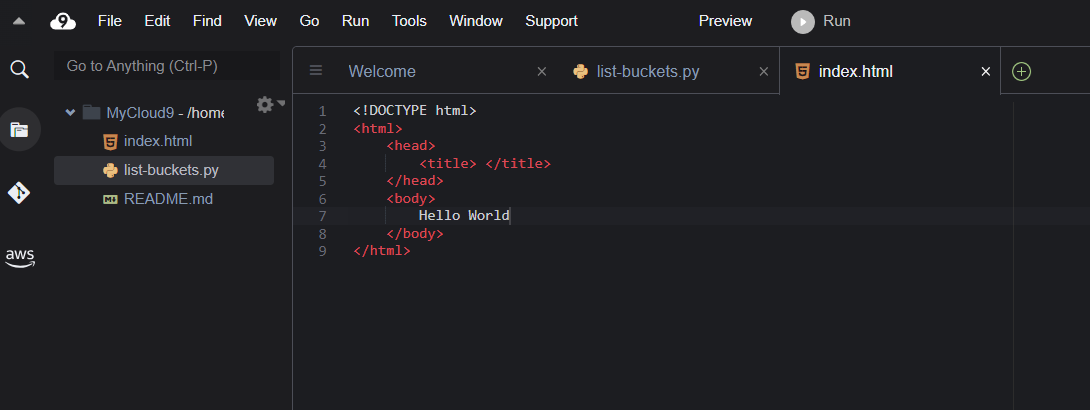 9 File Edit Find View Go Run Tools Window Support Preview Run
Go to Anything (Ctrl-P)
MyCloud9 - /home
index.html
list-buckets.py
README.md
aws
Welcome list-buckets.py index.html
1 <!DOCTYPE html>
2 <html>
3 <head>
4 <title> </title>
5 </head>
6 <body>
7 Hello World
8 </body>
9 </html>